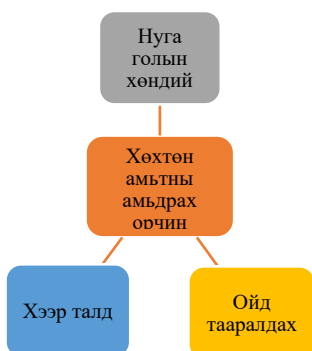 Нуга
голын
хөндий
Хөхтөн
амьтны
амьдрах
орчин
Хээр талд
Ойд
тааралдах